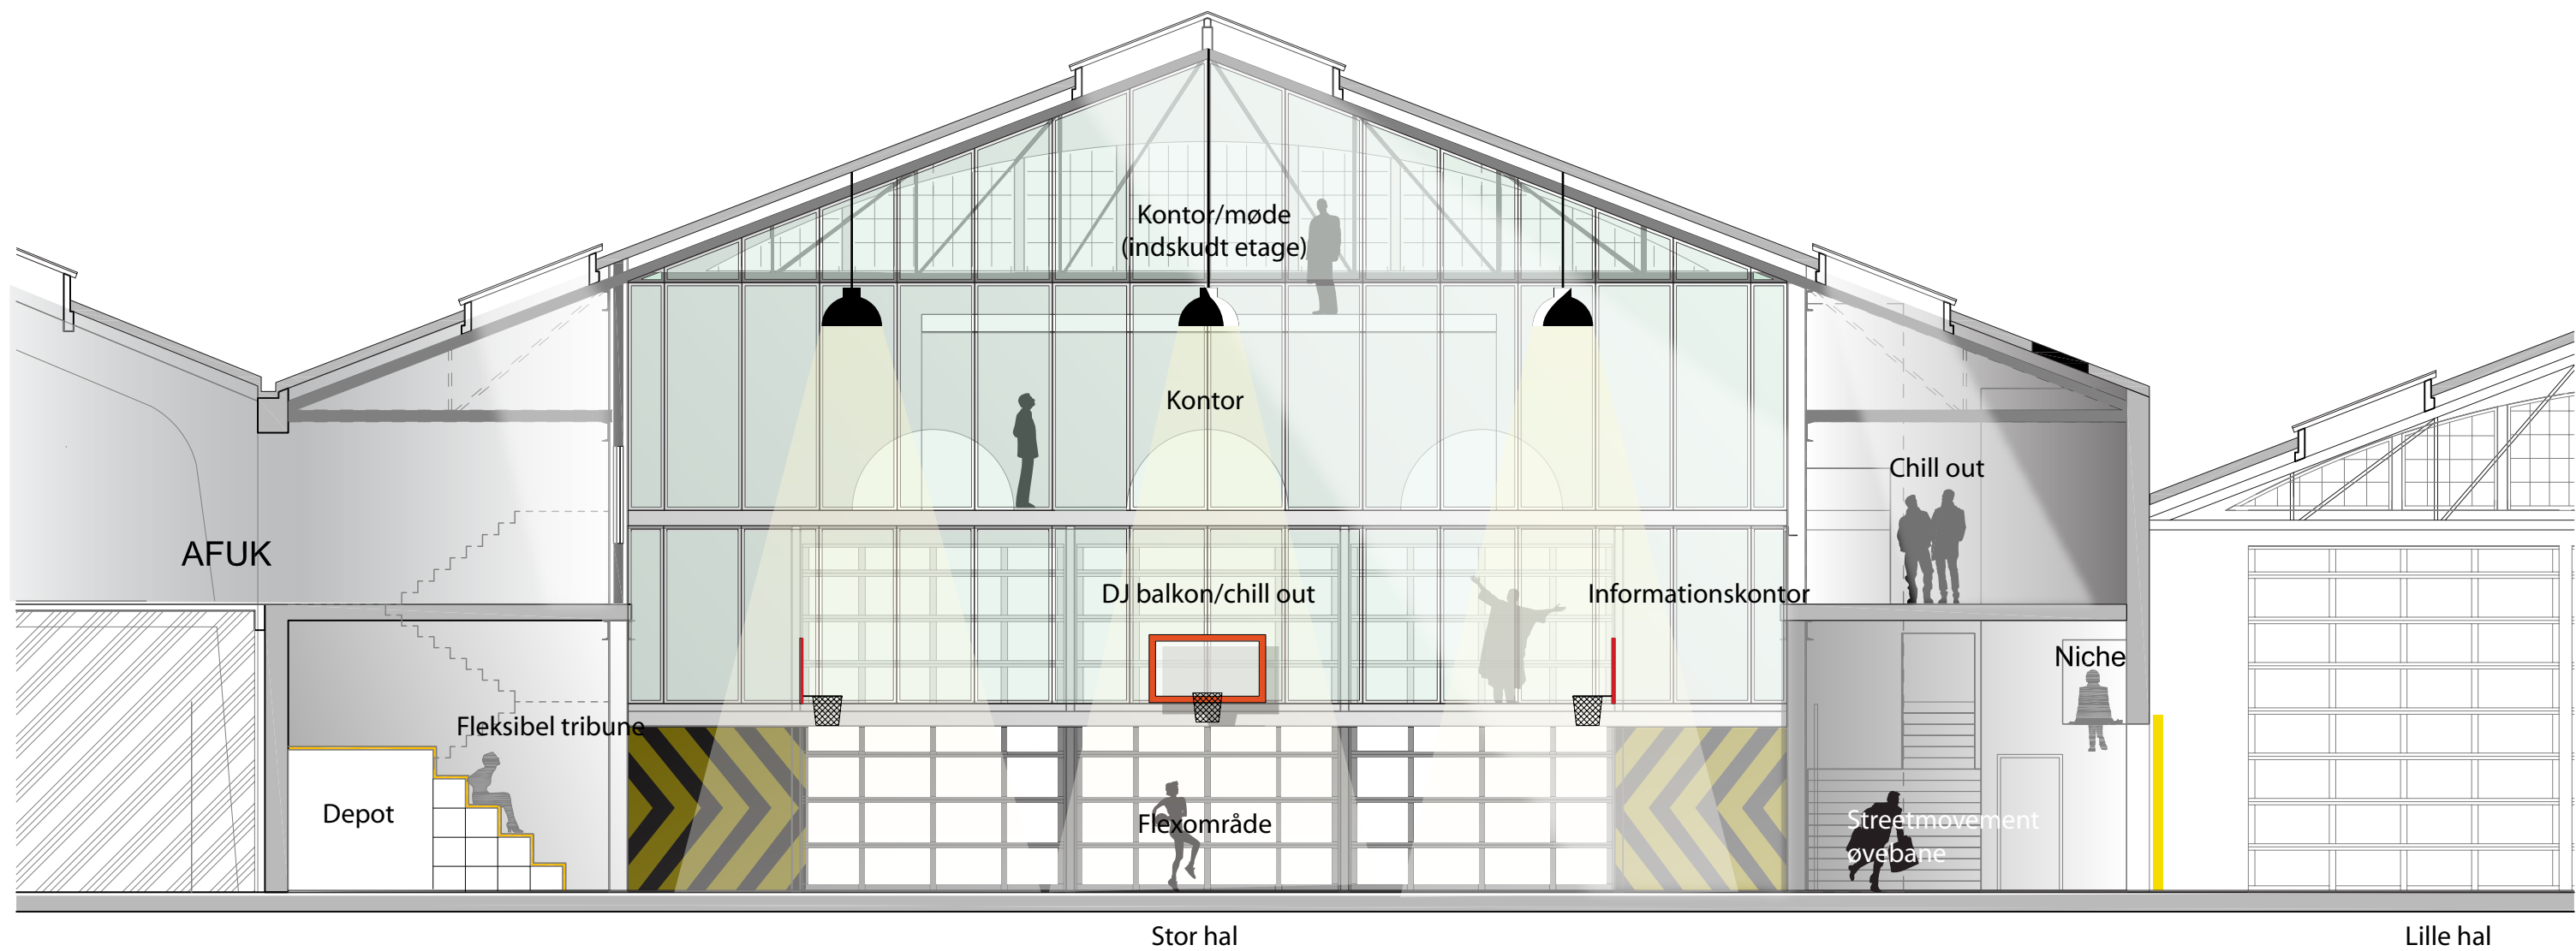 Kontor/møde
(indskudt etage)
Kontor
Chill out
AFUK
DJ balkon/chill out
Informationskontor
Niche
Fleksibel tribune
Depot
Flexområde
Streetmovement
øvebane
Stor hal
Lille hal